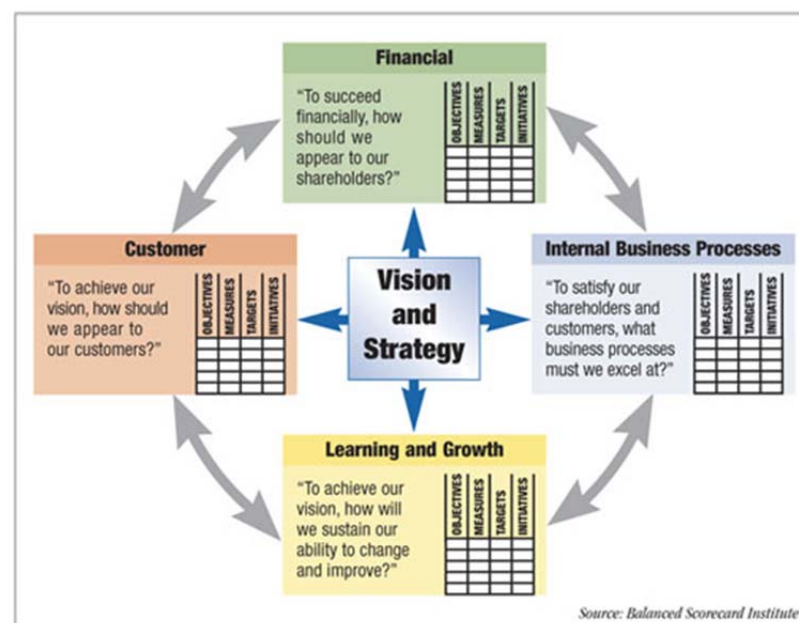 Financial
“To succeed
financially, how
should we
appear to our
shareholders?”
OBJECTIVES
MEASURES
TARGETS
INITIATIVES
Customer
“To achieve our
vision, how should
we appear to
our customers?”
OBJECTIVES
MEASURES
TARGETS
INITIATIVES
Vision
and
Strategy
Internal Business Processes
“To satisfy our
shareholders and
customers, what
business processes
must we excel at?”
OBJECTIVES
MEASURES
TARGETS
INITIATIVES
Learning and Growth
“To achieve our
vision, how will
we sustain our
ability to change
and improve?”
OBJECTIVES
MEASURES
TARGETS
INITIATIVES
Source: Balanced Scorecard Institute